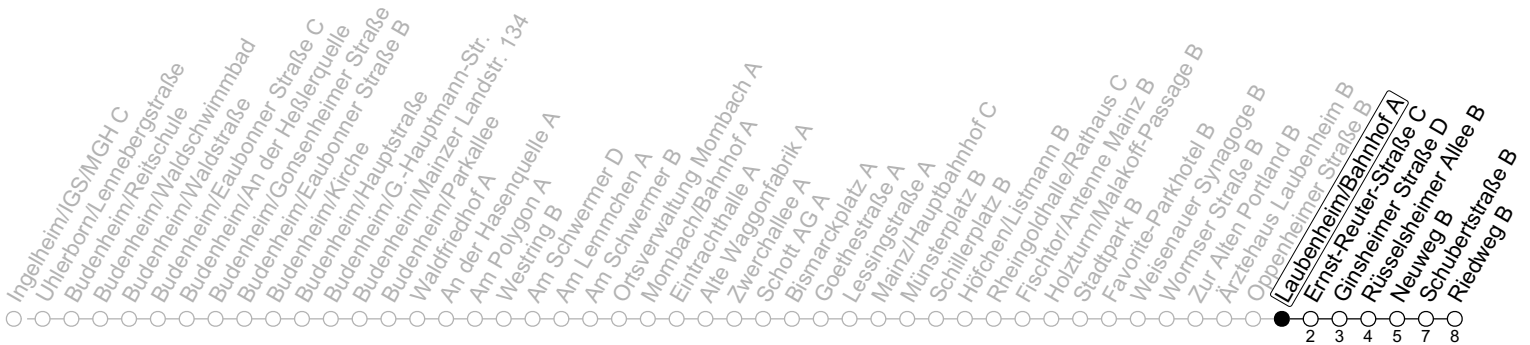 Ingelheim/IGS/MGH C
Uhlerborn/Lennebergstraße
Budenheim/Reitschule
Budenheim/Waldschwimmbad
Budenheim/Waldstraße
Budenheim/Eaubonner Straße C
Budenheim/An der Heßlerquelle
Budenheim/Gonsenheimer Straße
Budenheim/Eaubonner Straße B
Budenheim/Kirche
Budenheim/Hauptstraße
Budenheim/G.-Hauptmann-Str.
Budenheim/Mainzer Landstr. 134
Budenheim/Parkallee
Waldfriedhof A
An der Hasenquelle A
Am Polygon A
Westring B
Am Schwermer D
Am Lemmchen A
Am Schwermer B
Ortsverwaltung Mombach A
Mombach/Bahnhof A
Eintrachthalle A
Alte Waggonfabrik A
Zwerchallee A
Schott AG A
Bismarckplatz A
Goethestraße A
Lessingstraße A
Mainz/Hauptbahnhof C
Münsterplatz B
Schillerplatz B
Höfchen/Listmann B
Rheingoldhalle/Rathaus C
Fischtor/Antenne Mainz B
Holzturm/Malakoff-Passage B
Stadtpark B
Favorite-Parkhotel B
Weisenauer Synagoge B
Wormser Straße B
Zur Alten Portland B
Ärztehaus Laubenheim B
Oppenheimer Straße B
Laubenheim/Bahnhof A
Ernst-Reuter-Straße C
Ginsheimer Straße D
Rüsselsheimer Allee B
Neuweg B
Schubertstraße B
Riedweg B
2 3 4 5 7 8